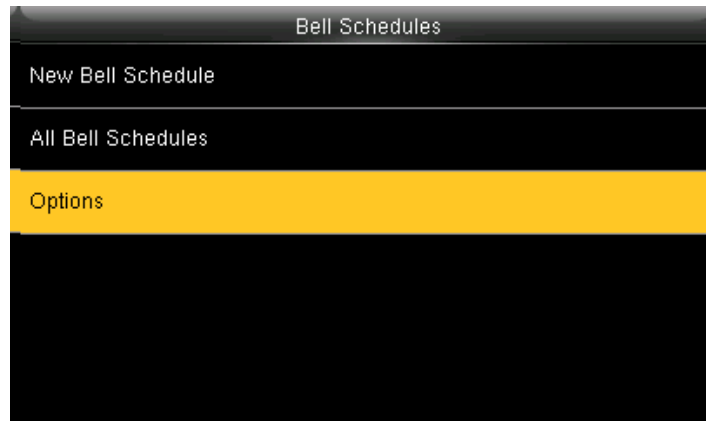 Bell Schedules
New Bell Schedule
All Bell Schedules
Options